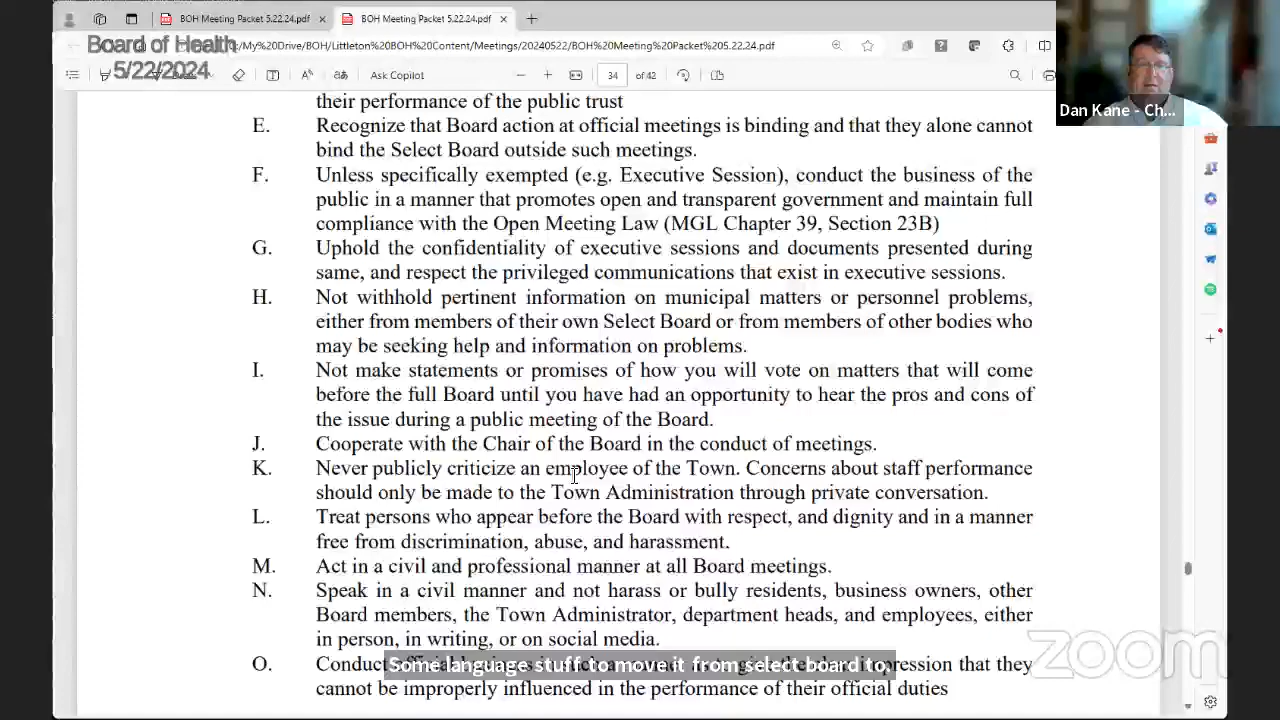 BOH Meeting Packet 5.22.24.pdf
BOH Meeting Packet 5.22.24.pdf
Board of Health
5/22/2024
/My%20Drive/BOH/Littleton%20BOH%20Content/Meetings/20240522/BOH%20Meeting%20Packet%205.22.24.pdf
Ask Copilot
34 of 42
Dan Kane - Ch...
their performance of the public trust
E. Recognize that Board action at official meetings is binding and that they alone cannot
bind the Select Board outside such meetings.
F. Unless specifically exempted (e.g. Executive Session), conduct the business of the
public in a manner that promotes open and transparent government and maintain full
compliance with the Open Meeting Law (MGL Chapter 39, Section 23B)
G. Uphold the confidentiality of executive sessions and documents presented during
same, and respect the privileged communications that exist in executive sessions.
H. Not withhold pertinent information on municipal matters or personnel problems,
either from members of their own Select Board or from members of other bodies who
may be seeking help and information on problems.
I. Not make statements or promises of how you will vote on matters that will come
before the full Board until you have had an opportunity to hear the pros and cons of
the issue during a public meeting of the Board.
J. Cooperate with the Chair of the Board in the conduct of meetings.
K. Never publicly criticize an employee of the Town. Concerns about staff performance
should only be made to the Town Administration through private conversation.
L. Treat persons who appear before the Board with respect, and dignity and in a manner
free from discrimination, abuse, and harassment.
M. Act in a civil and professional manner at all Board meetings.
N. Speak in a civil manner and not harass or bully residents, business owners, other
Board members, the Town Administrator, department heads, and employees, either
in person, in writing, or on social media.
O. Conduct
Some language stuff to move it from select board to,
that they
cannot be improperly influenced in the performance of their official duties
zoom